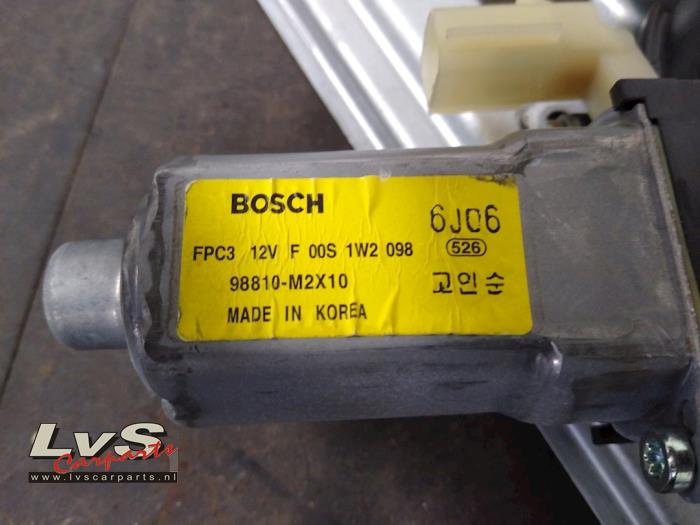 BOSCH
6J06
FPC3 12V F 00S 1W2 098
526
98810-M2X10
고인순
MADE IN KOREA
LvS
Carparts
www.lvscarparts.nl